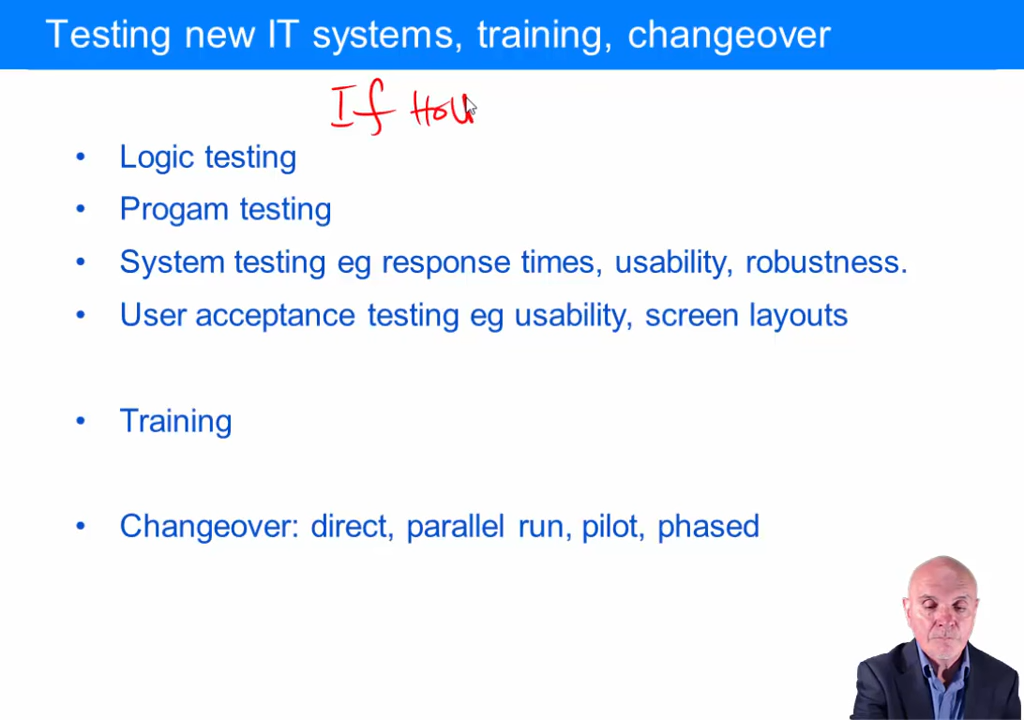 Testing new IT systems, training, changeover
If Hou
• Logic testing
• Progam testing
• System testing eg response times, usability, robustness.
• User acceptance testing eg usability, screen layouts
• Training
• Changeover: direct, parallel run, pilot, phased